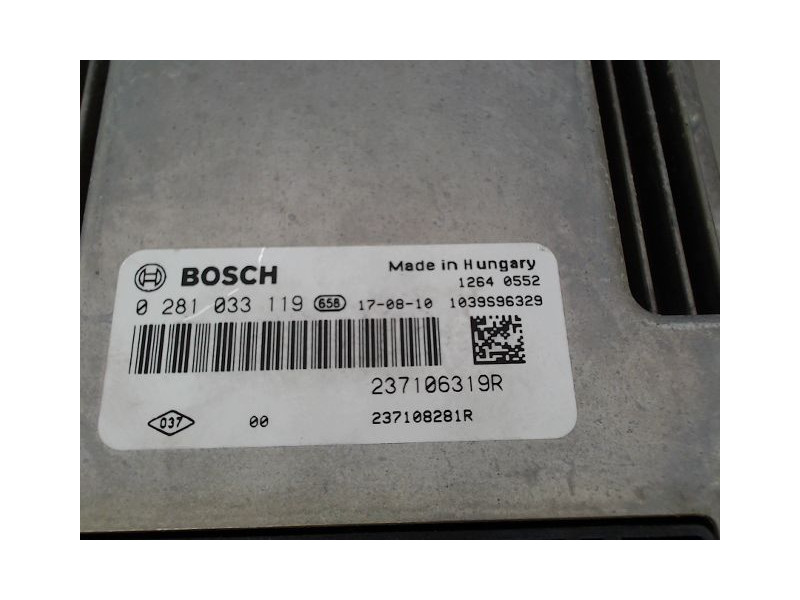 BOSCH
Made in Hungary
1264 0552
0 281 033 119 658 17-08-10 1039S96329
237106319R
037 00 237108281R